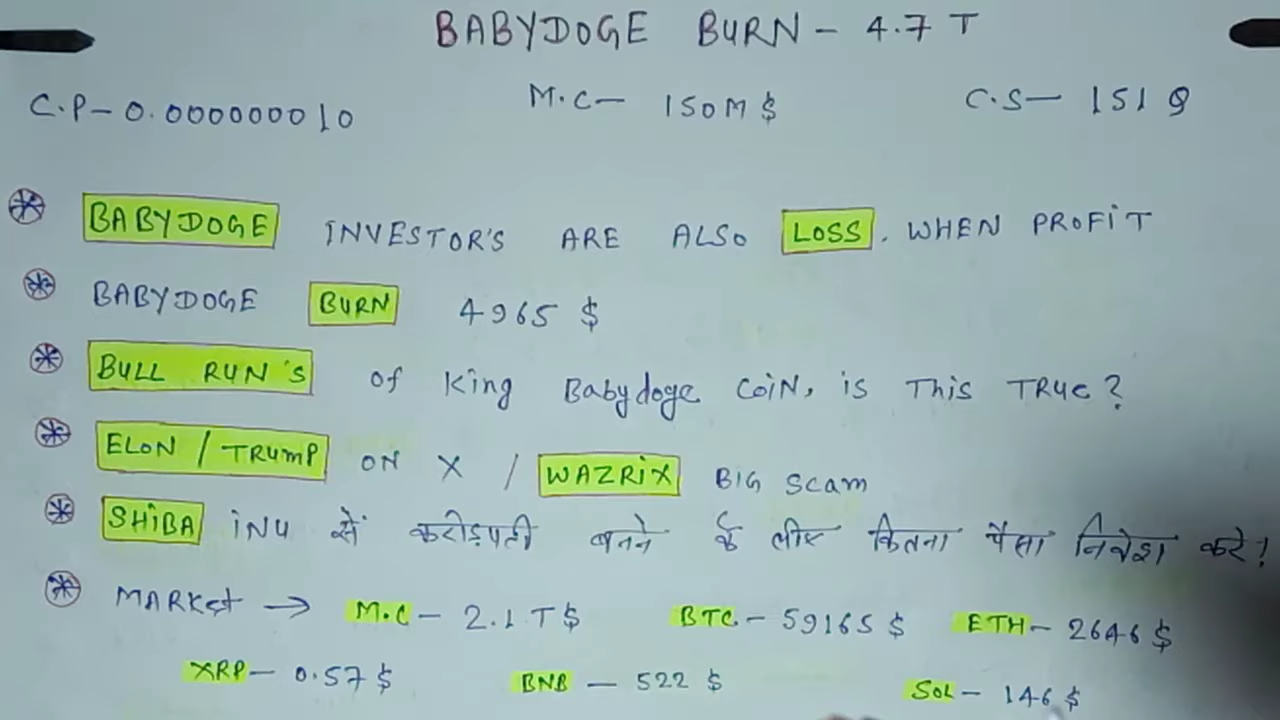 BABYDOGE BURN - 4.7 T
C.P - 0.000000010 M.C - 150M $ C.S - 151 Q
BABYDOGE INVESTOR'S ARE ALSO LOSS. WHEN PROFIT
BABYDOGE BURN 4965 $
BULL RUN'S of King Babydoge COIN, is This TRUE?
ELON / TRUMP ON X / WAZRIX BIG SCAM
SHIBA INU सें करोड़पती बनने के लीए कितना पैसा निवेश करे!
MARKET → M.C - 2.1 T $ BTC - 59165 $ ETH - 2646 $
XRP - 0.57 $ BNB - 522 $ SOL - 146 $